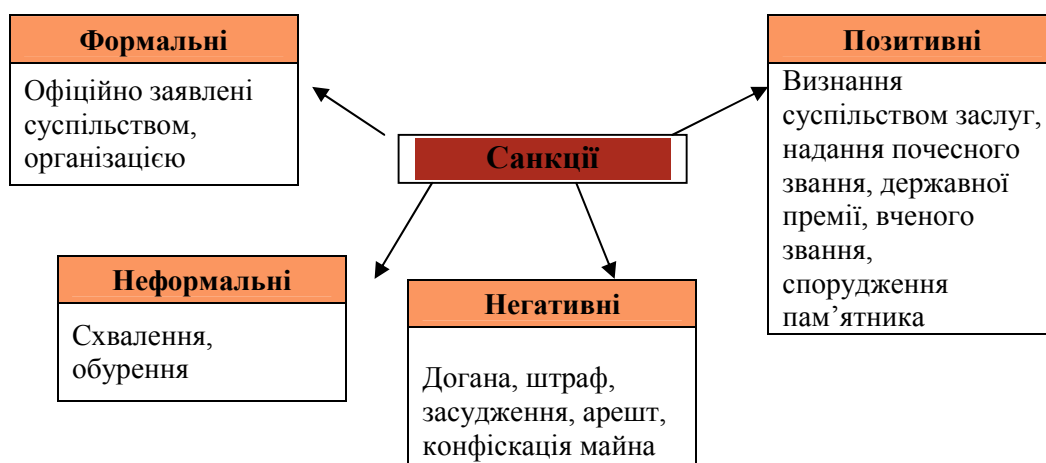 Формальні
Офіційно заявлені
суспільством,
організацією
Позитивні
Визнання
суспільством заслуг,
надання почесного
звання, державної
премії, вченого
звання,
спорудження
пам’ятника
Санкції
Неформальні
Схвалення,
обурення
Негативні
Догана, штраф,
засудження, арешт,
конфіскація майна